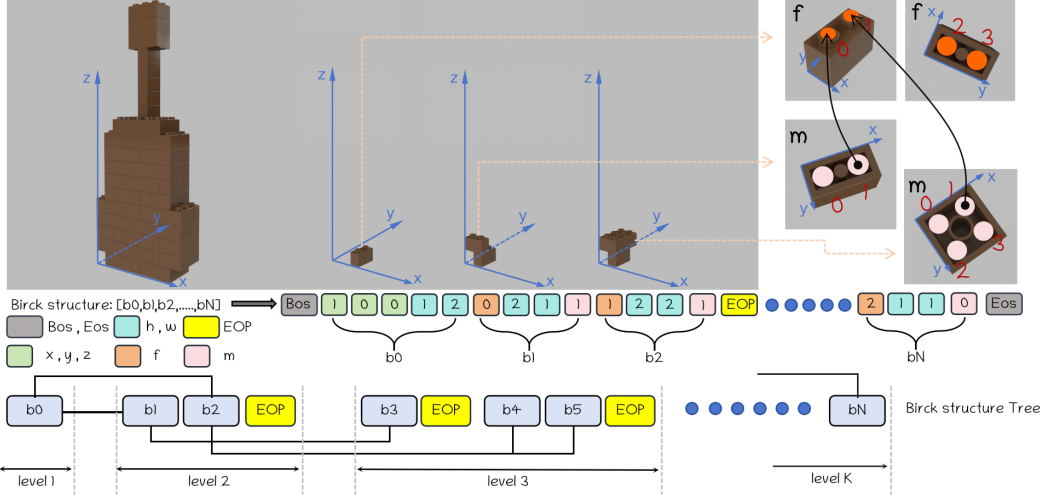 z
y
x
z
y
x
z
y
x
z
y
x
f
0
1
y
x
f
x
2
3
y
m
x
y
0
1
m
x
0
1
3
y
2
Birck structure: [b0,b1,b2,.....,bN]
Bos 1 0 0 1 2 0 2 1 1 1 2 2 1 EOP 2 1 1 0 Eos
b0 b1 b2 bN
Bos , Eos h , w EOP
x , y , z f m
b0 b1 b2 EOP b3 EOP b4 b5 EOP bN Birck structure Tree
level 1 level 2 level 3 level K